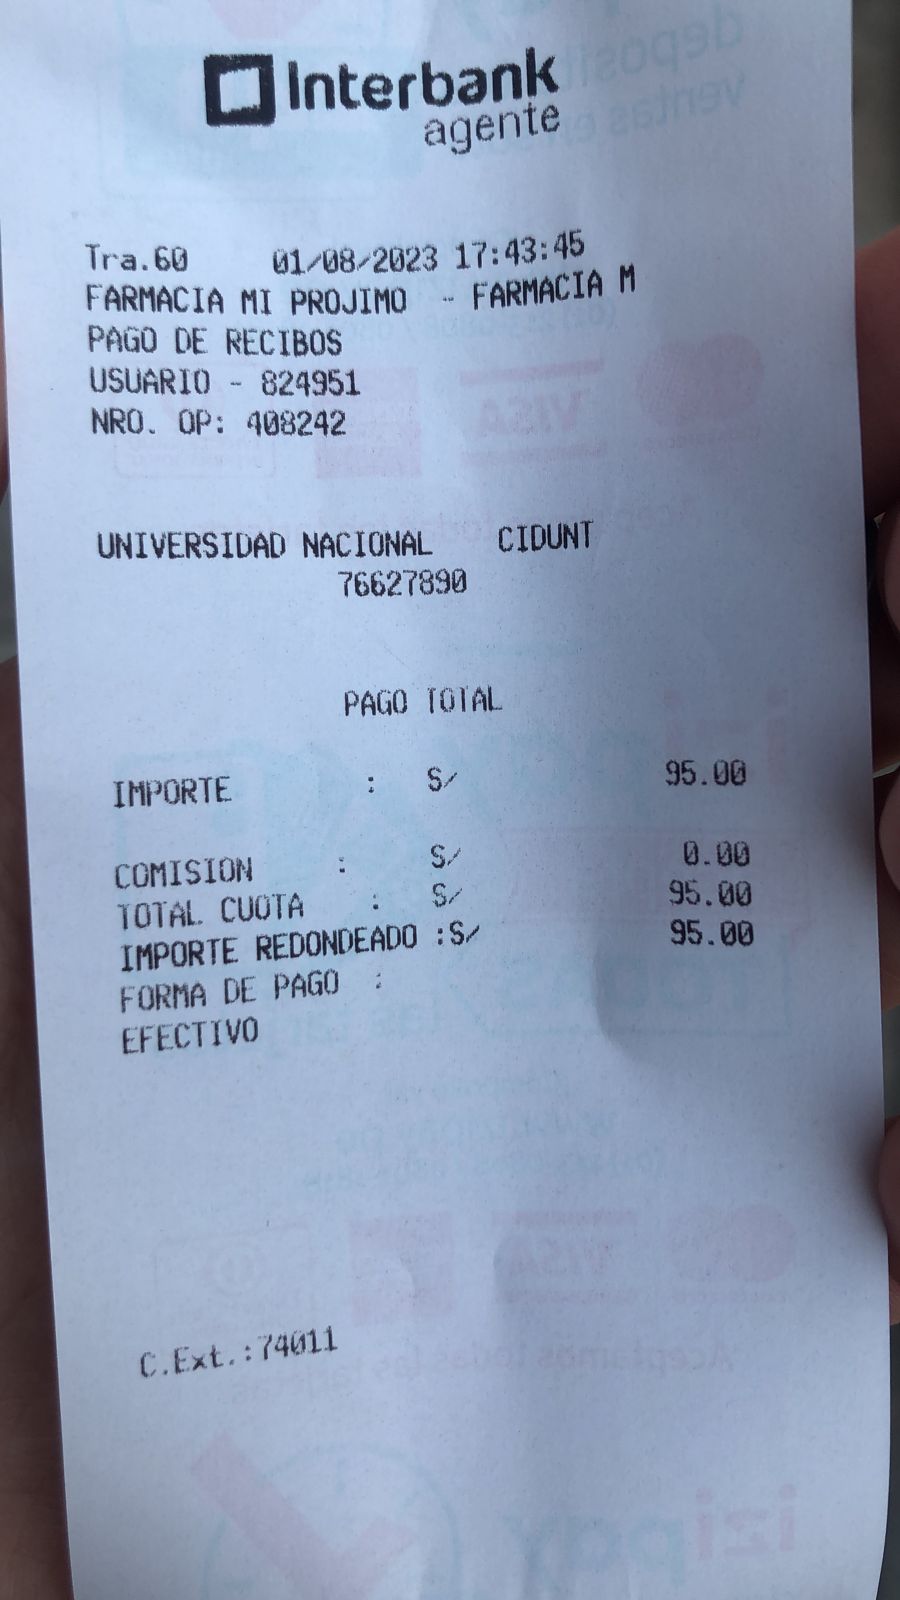 Interbank
agente
Tra.60 01/08/2023 17:43:45
FARMACIA MI PROJIMO - FARMACIA M
PAGO DE RECIBOS
USUARIO - 824951
NRO. OP: 408242
UNIVERSIDAD NACIONAL CIDUNT
76627890
PAGO TOTAL
IMPORTE : S/ 95.00
COMISION : S/ 0.00
TOTAL CUOTA : S/ 95.00
IMPORTE REDONDEADO :S/ 95.00
FORMA DE PAGO :
EFECTIVO
C.Ext.:74011